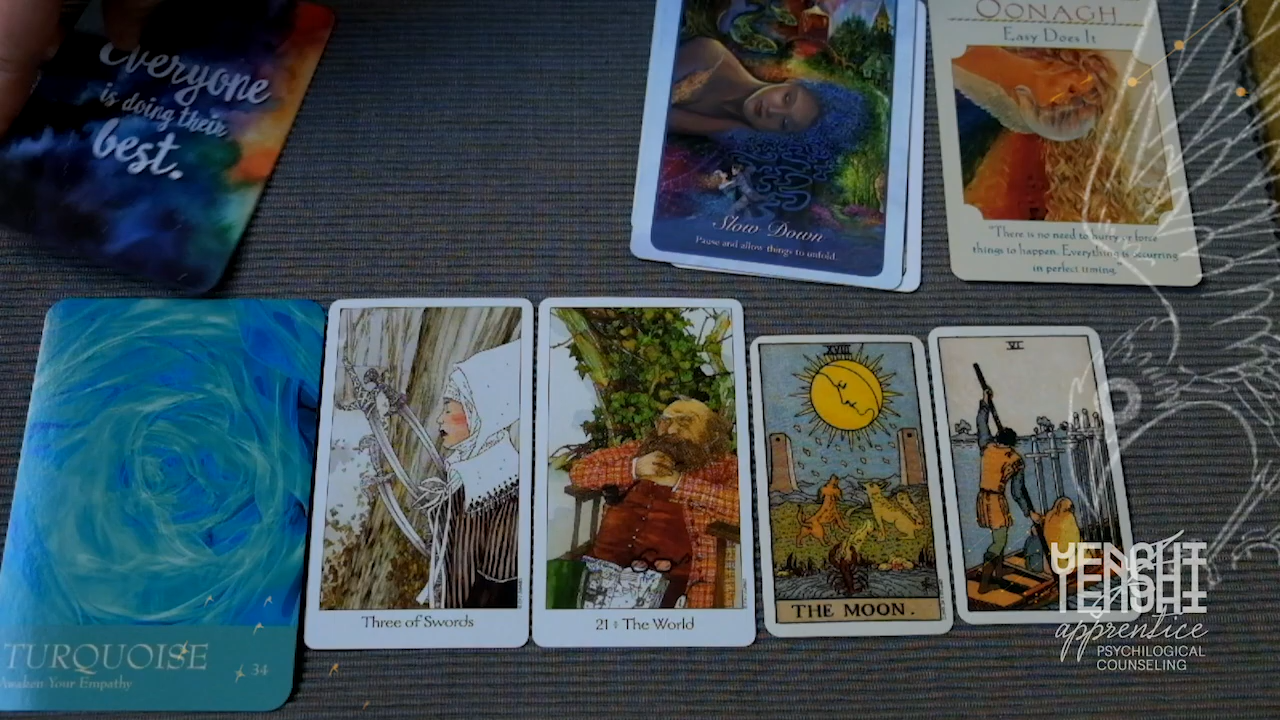 Everyone
is doing their
best.
Slow Down
Pause and allow things to unfold.
OONAGH
Easy Does It
"There is no need to hurry or force
things to happen. Everything is occurring
in perfect timing."
TURQUOISE
Awaken Your Empathy
34
Three of Swords
21 The World
XVIII
THE MOON.
VI
YENSHI
YENSHI
apprentice
PSYCHILOGICAL
COUNSELING